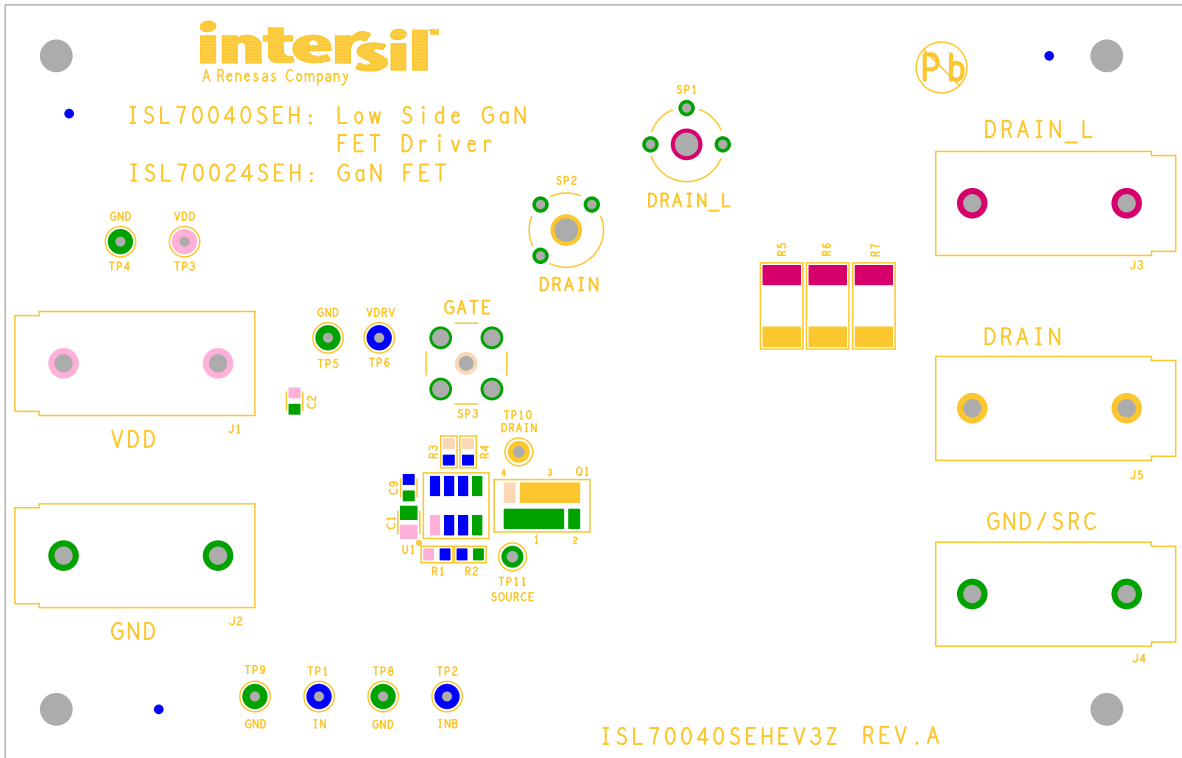 intersil™
A Renesas Company
Pb
ISL70040SEH: Low Side GaN
FET Driver
ISL70024SEH: GaN FET
SP1
DRAIN_L
SP2
DRAIN
DRAIN_L
J3
GND
TP4
VDD
TP3
R5
R6
R7
GND
TP5
VDRV
TP6
GATE
SP3
J1
VDD
C2
DRAIN
J5
TP10
DRAIN
R3
R4
4
3
Q1
C9
C1
U1
1
2
R1
R2
TP11
SOURCE
J2
GND
GND/SRC
J4
TP9
GND
TP1
IN
TP8
GND
TP2
INB
ISL70040SEHEV3Z REV.A